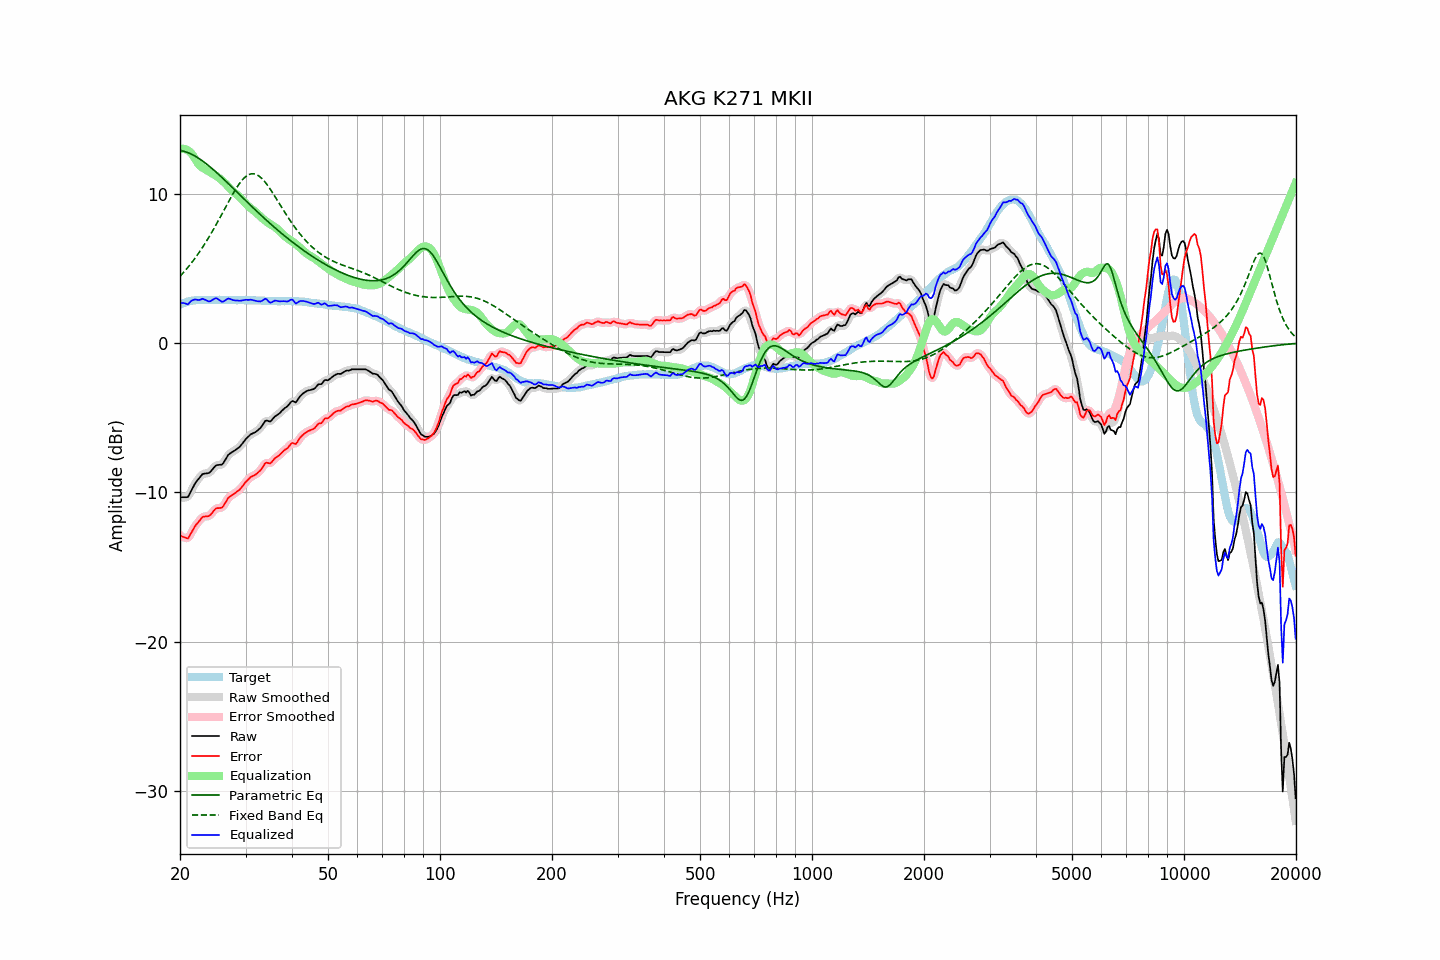 AKG K271 MKII
Amplitude (dBr)
10
0
−10
−20
−30
Target
Raw Smoothed
Error Smoothed
Raw
Error
Equalization
Parametric Eq
Fixed Band Eq
Equalized
20 50 100 200 500 1000 2000 5000 10000 20000
Frequency (Hz)